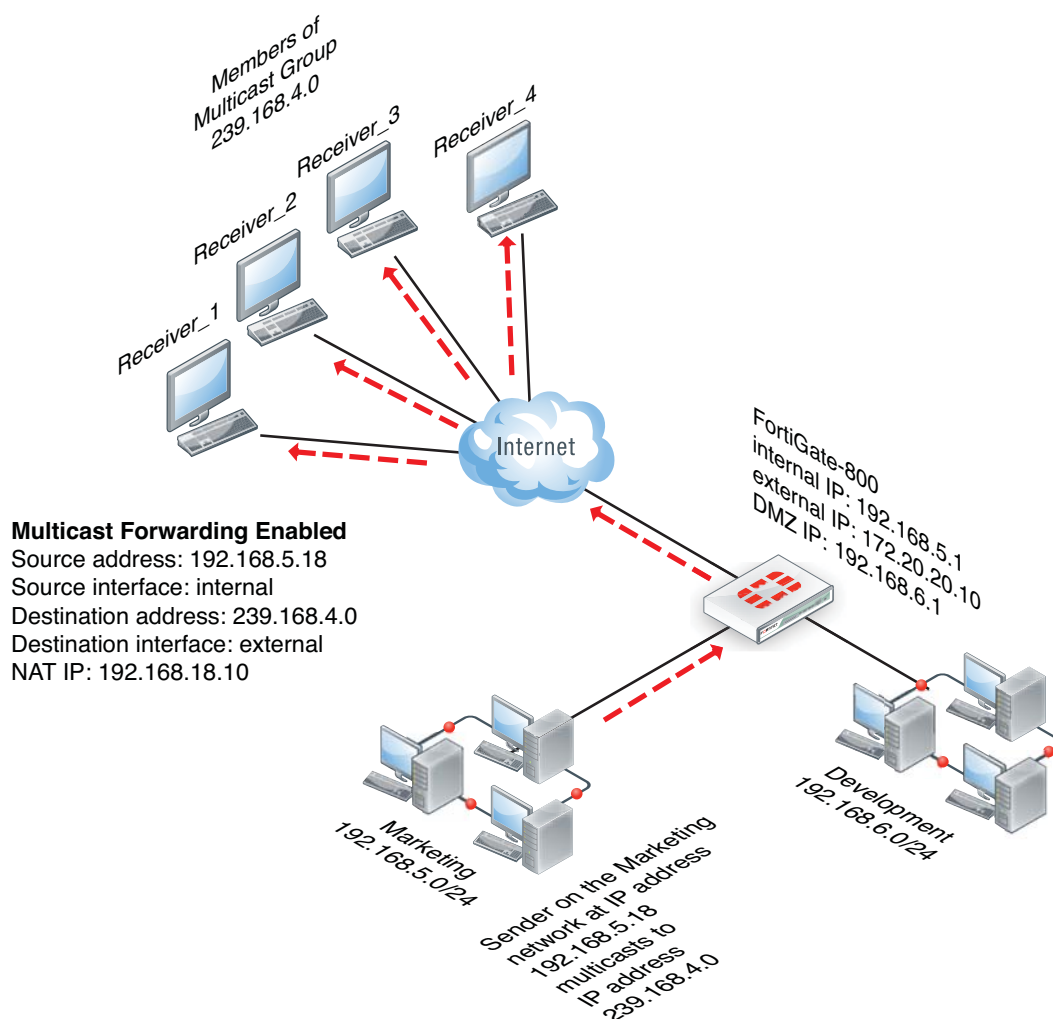 Members of
Multicast Group
239.168.4.0
Receiver_1
Receiver_2
Receiver_3
Receiver_4
Internet
FortiGate-800
internal IP: 192.168.5.1
external IP: 172.20.20.10
DMZ IP: 192.168.6.1
Multicast Forwarding Enabled
Source address: 192.168.5.18
Source interface: internal
Destination address: 239.168.4.0
Destination interface: external
NAT IP: 192.168.18.10
Marketing
192.168.5.0/24
Sender on the Marketing
network at IP address
192.168.5.18
multicasts to
IP address
239.168.4.0
Development
192.168.6.0/24